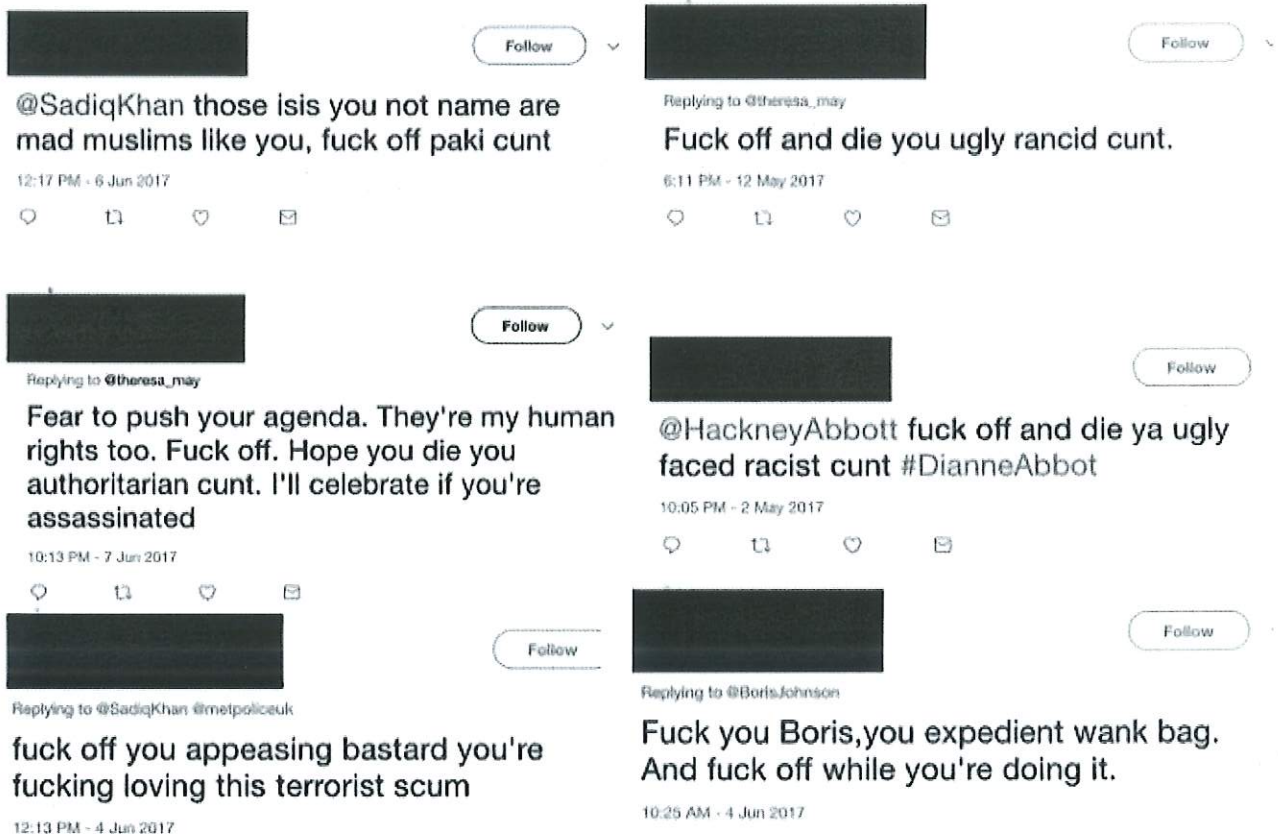 Follow
@SadiqKhan those isis you not name are
mad muslims like you, fuck off paki cunt
12:17 PM - 6 Jun 2017
Follow
Replying to @theresa_may
Fuck off and die you ugly rancid cunt.
6:11 PM - 12 May 2017
Follow
Replying to @theresa_may
Fear to push your agenda. They're my human
rights too. Fuck off. Hope you die you
authoritarian cunt. I'll celebrate if you're
assassinated
10:13 PM - 7 Jun 2017
Follow
@HackneyAbbott fuck off and die ya ugly
faced racist cunt #DianneAbbot
10:05 PM - 2 May 2017
Follow
Replying to @SadiqKhan @metpoliceuk
fuck off you appeasing bastard you're
fucking loving this terrorist scum
12:13 PM - 4 Jun 2017
Follow
Replying to @BorisJohnson
Fuck you Boris,you expedient wank bag.
And fuck off while you're doing it.
10:25 AM - 4 Jun 2017